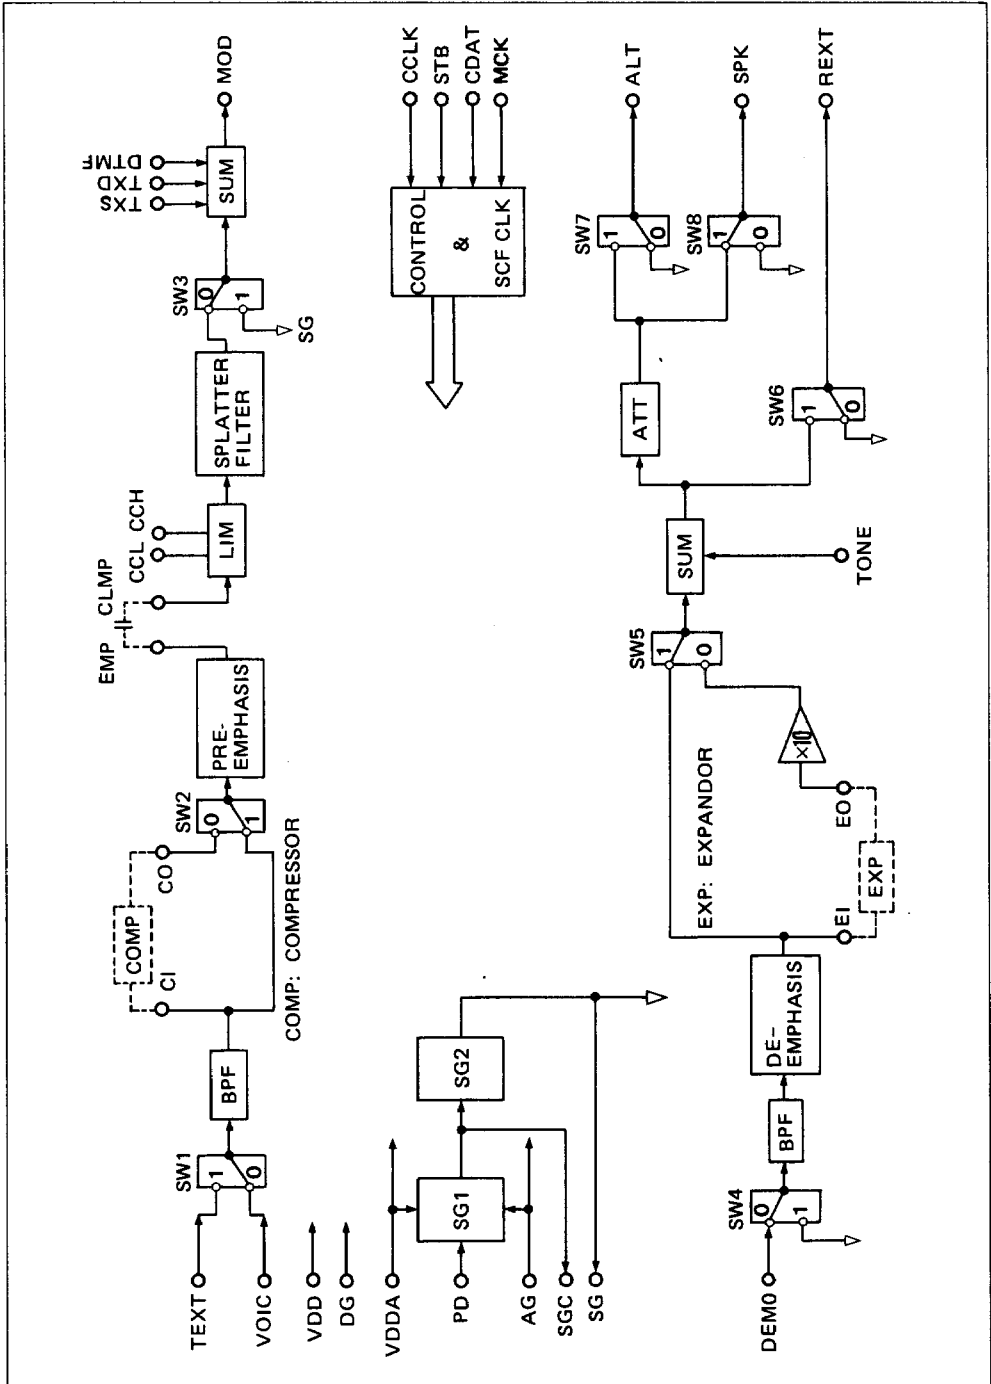 TEXT
VOIC
SW1
1
0
BPF
CI
COMP
CO
COMP: COMPRESSOR
SW2
0
1
PRE-
EMPHASIS
EMP
CLMP
CCL
CCH
LIM
SPLATTER
FILTER
SW3
0
1
SG
TXS
TXD
DTMF
SUM
MOD
VDD
DG
VDDA
PD
AG
SGC
SG
SG1
SG2
CONTROL
&
SCF CLK
CCLK
STB
CDAT
MCK
DEMO
SW4
0
1
BPF
DE-
EMPHASIS
EI
EXP
EO
EXP: EXPANDOR
×10
SW5
1
0
SUM
TONE
ATT
SW6
1
0
SW7
1
0
SW8
1
0
ALT
SPK
REXT